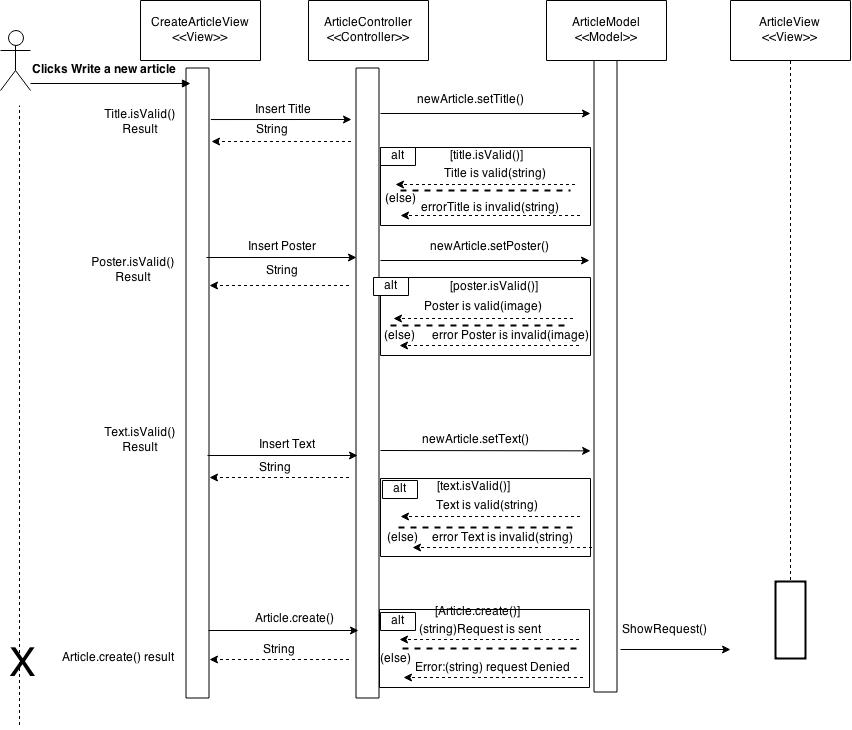 CreateArticleView
<<View>>
ArticleController
<<Controller>>
ArticleModel
<<Model>>
ArticleView
<<View>>
Clicks Write a new article
Title.isValid()
Result
Insert Title
String
newArticle.setTitle()
alt
[title.isValid()]
Title is valid(string)
(else)
errorTitle is invalid(string)
Poster.isValid()
Result
Insert Poster
String
newArticle.setPoster()
alt
[poster.isValid()]
Poster is valid(image)
(else)
error Poster is invalid(image)
Text.isValid()
Result
Insert Text
String
newArticle.setText()
alt
[text.isValid()]
Text is valid(string)
(else)
error Text is invalid(string)
Article.create() result
Article.create()
String
alt
[Article.create()]
(string)Request is sent
(else)
Error:(string) request Denied
ShowRequest()
X